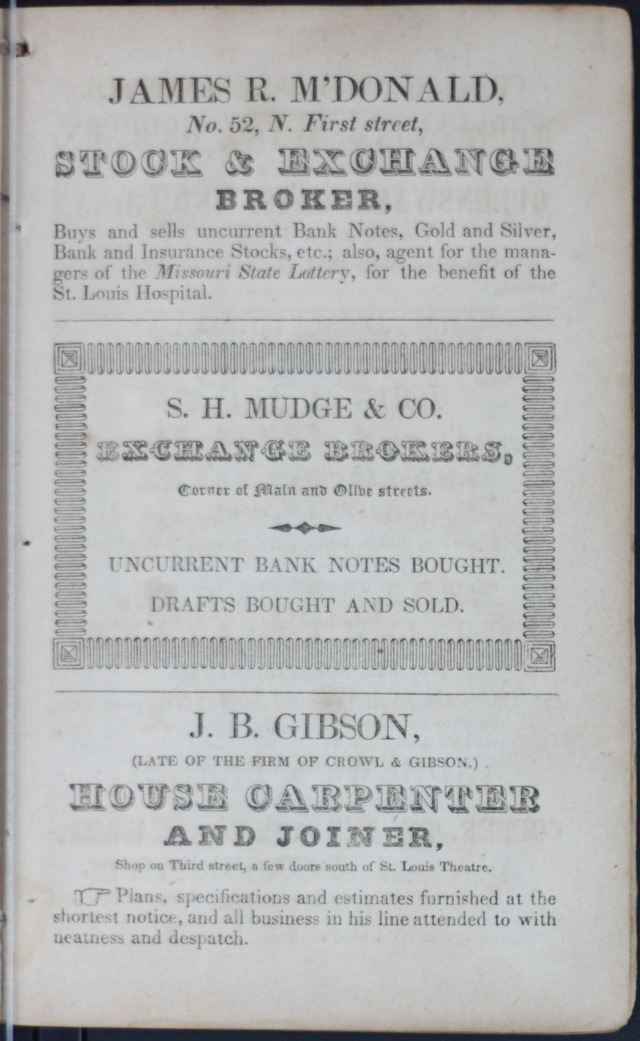 JAMES R. M'DONALD,
No. 52, N. First street,
STOCK & EXCHANGE
BROKER,
Buys and sells uncurrent Bank Notes, Gold and Silver,
Bank and Insurance Stocks, etc.; also, agent for the mana-
gers of the Missouri State Lottery, for the benefit of the
St. Louis Hospital.
S. H. MUDGE & CO.
EXCHANGE BROKERS,
Corner of Main and Olive streets.
UNCURRENT BANK NOTES BOUGHT.
DRAFTS BOUGHT AND SOLD.
J. B. GIBSON,
(LATE OF THE FIRM OF CROWL & GIBSON.)
HOUSE CARPENTER
AND JOINER,
Shop on Third street, a few doors south of St. Louis Theatre.
☞ Plans, specifications and estimates furnished at the
shortest notice, and all business in his line attended to with
neatness and despatch.